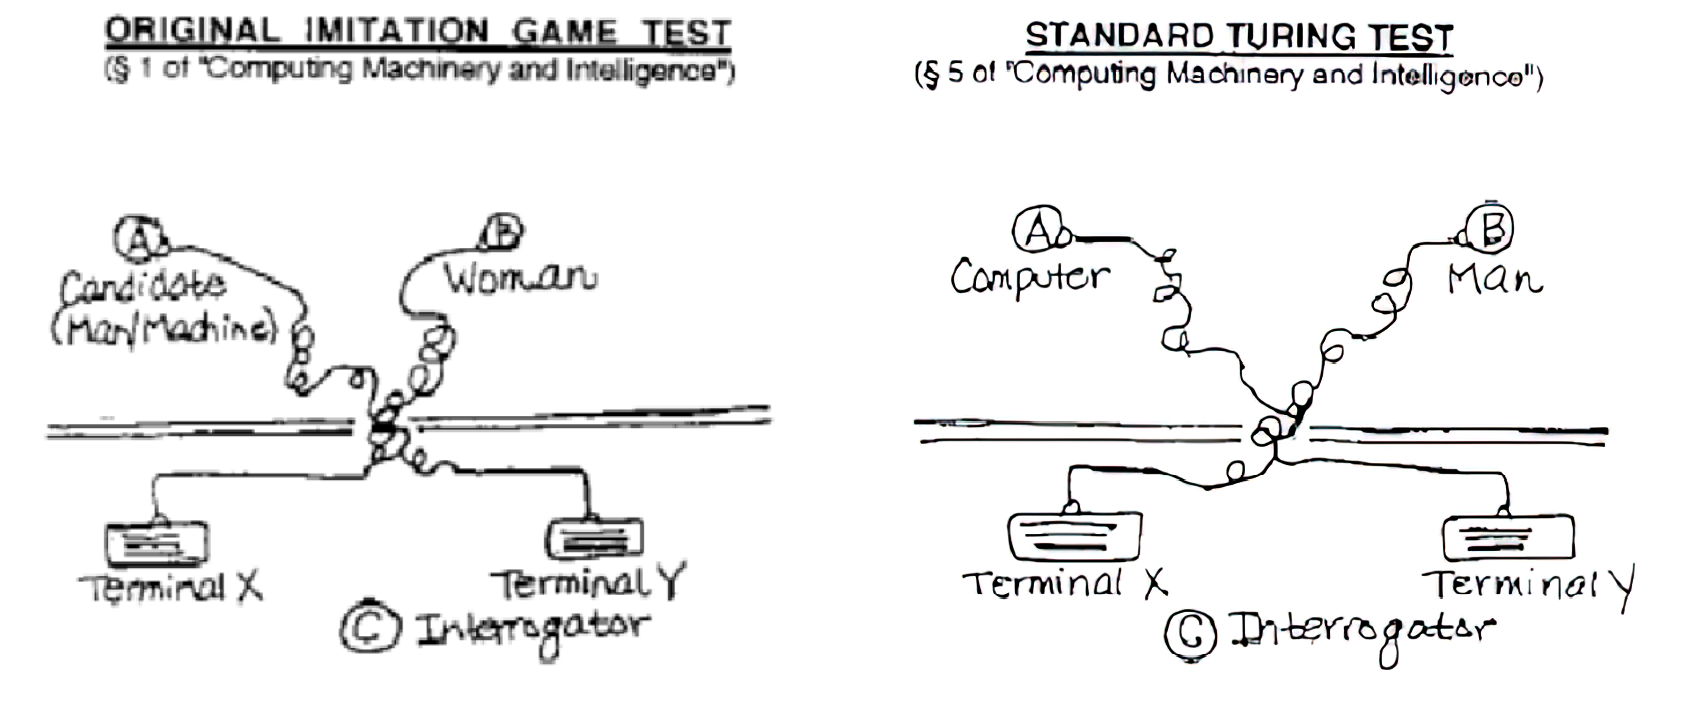 ORIGINAL IMITATION GAME TEST
(§ 1 of "Computing Machinery and Intelligence")
A
B
Candidate
(Man/Machine)
Woman
Terminal X
Terminal Y
C Interrogator
STANDARD TURING TEST
(§ 5 of "Computing Machinery and Intelligence")
A
B
Computer
Man
Terminal X
Terminal Y
C Interrogator